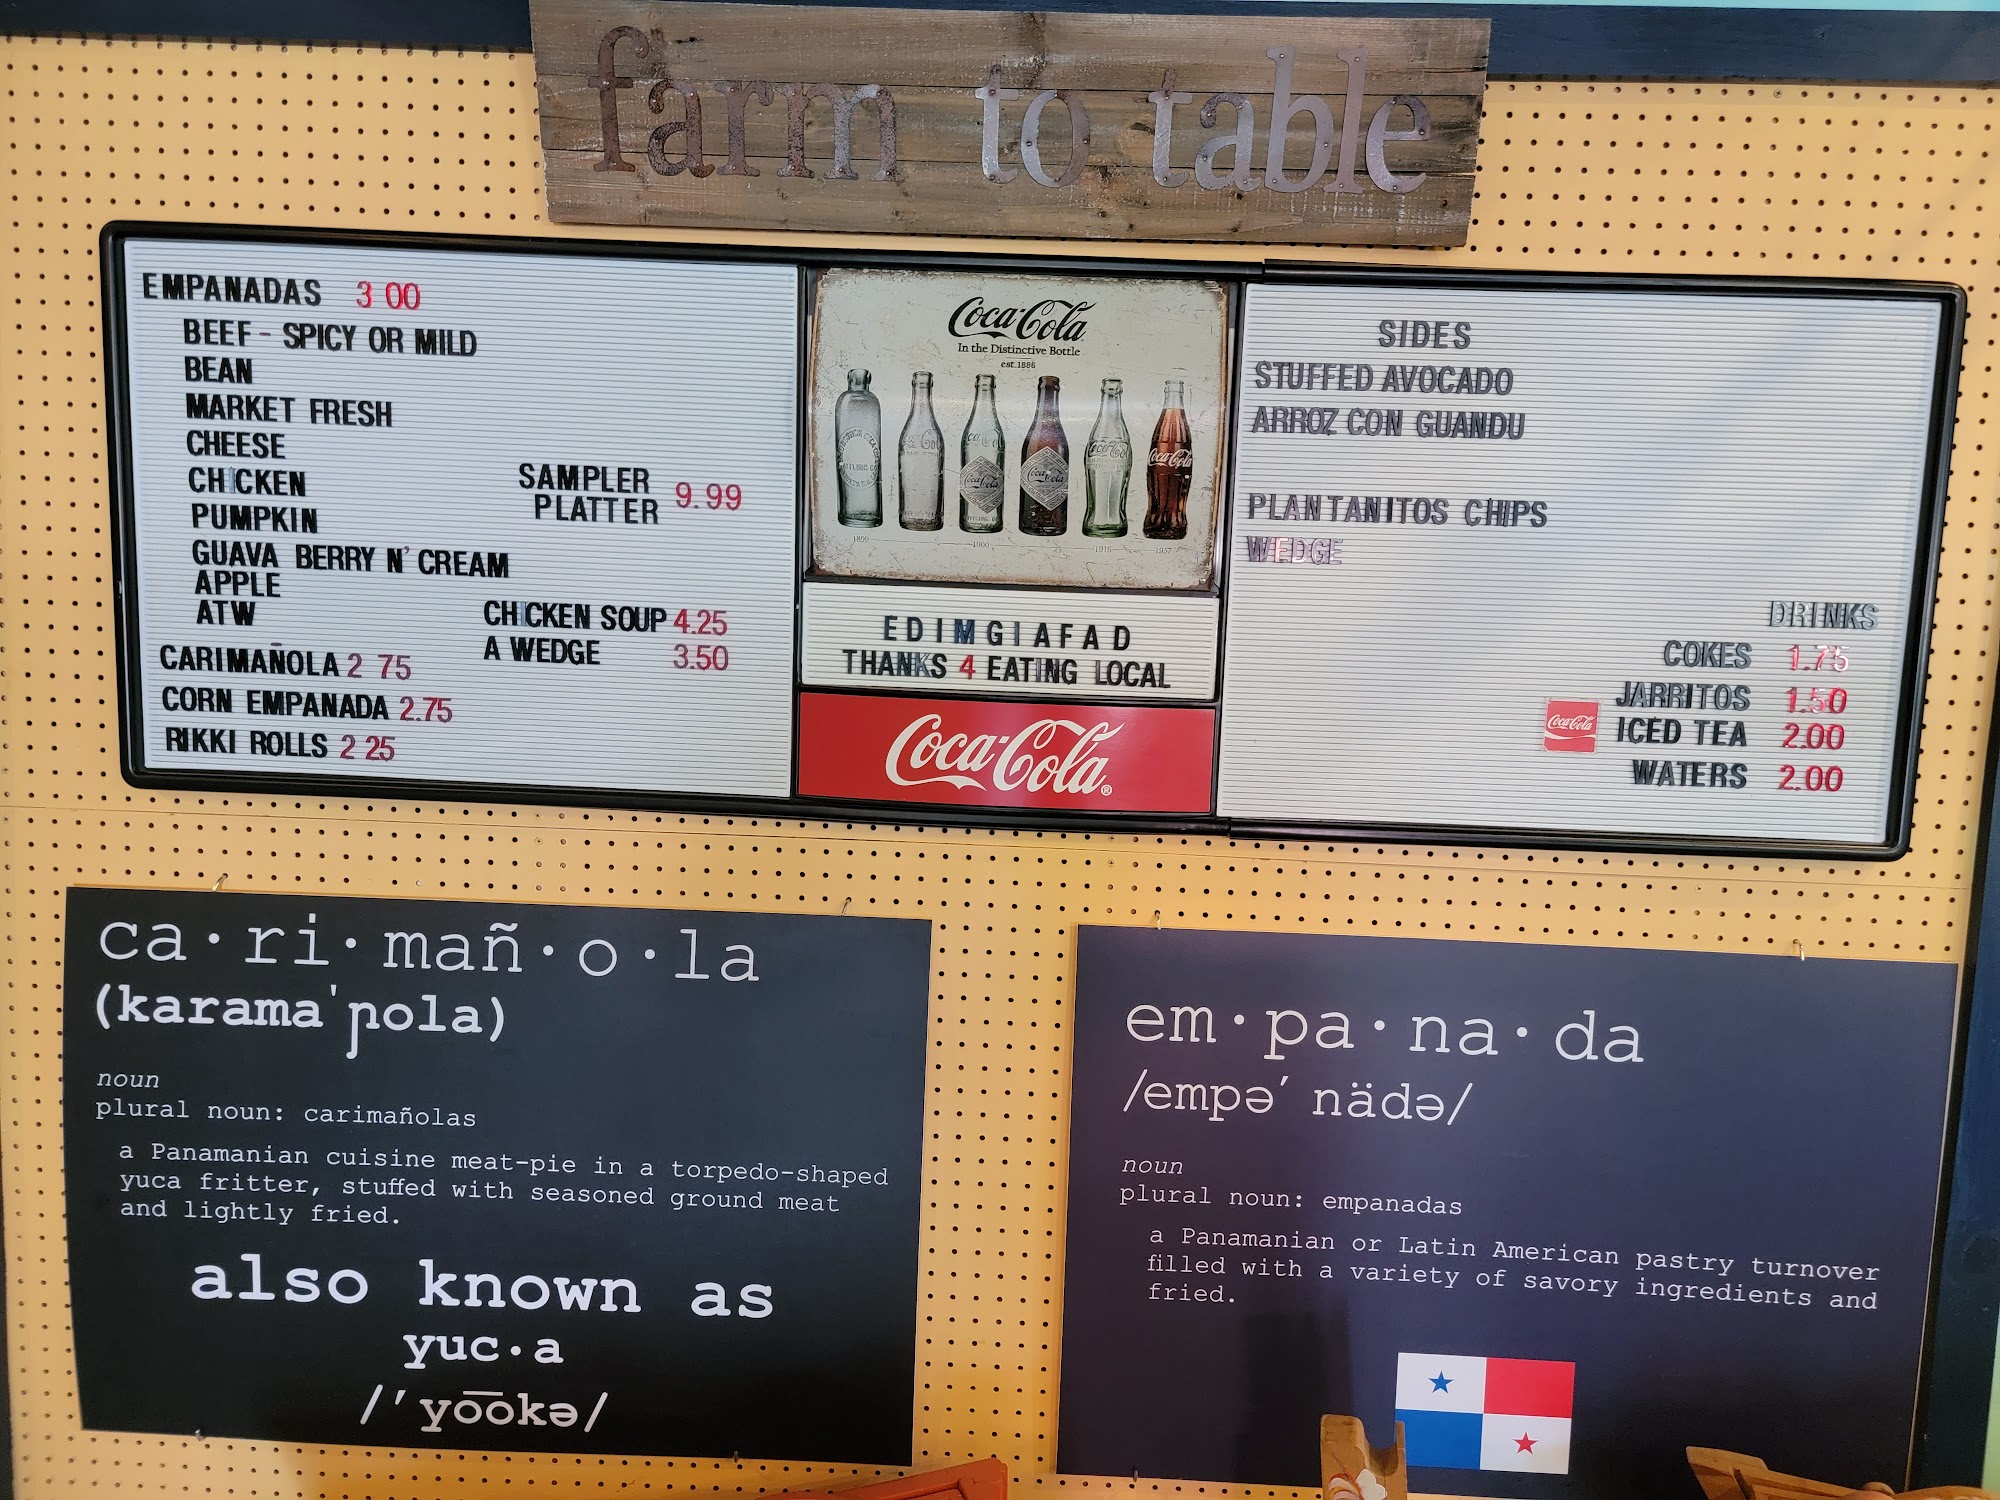 farm to table
EMPANADAS 3 00
BEEF - SPICY OR MILD
BEAN
MARKET FRESH
CHEESE
CHICKEN
PUMPKIN
GUAVA BERRY N' CREAM
APPLE
ATW
CARIMAÑOLA 2 75
CORN EMPANADA 2.75
RIKKI ROLLS 2 25
SAMPLER
PLATTER 9.99
CHICKEN SOUP 4.25
A WEDGE 3.50
Coca-Cola
In the Distinctive Bottle
est.1886
1899 1900 1916 1957
EDIMGIAFAD
THANKS 4 EATING LOCAL
Coca-Cola®
SIDES
STUFFED AVOCADO
ARROZ CON GUANDU
PLANTANITOS CHIPS
WEDGE
DRINKS
COKES 1.75
JARRITOS 1.50
Coca-Cola
ICED TEA 2.00
WATERS 2.00
ca·ri·mañ·o·la
(karamaˈɲola)
noun
plural noun: carimañolas
a Panamanian cuisine meat-pie in a torpedo-shaped
yuca fritter, stuffed with seasoned ground meat
and lightly fried.
also known as
yuc·a
/ˈyo͞okə/
em·pa·na·da
/empəˈ nädə/
noun
plural noun: empanadas
a Panamanian or Latin American pastry turnover
filled with a variety of savory ingredients and
fried.